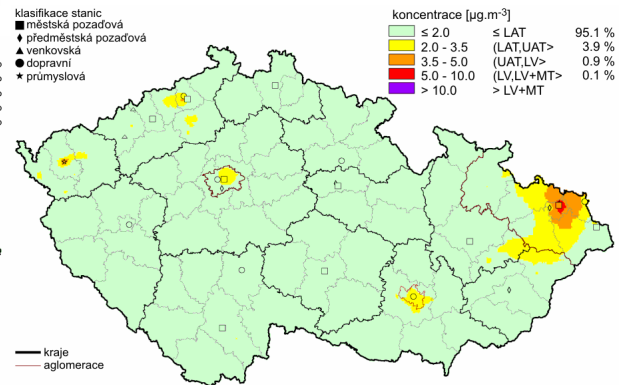 klasifikace stanic
městská pozaďová
předměstská pozaďová
venkovská
dopravní
průmyslová
koncentrace [µg.m-3]
≤ 2.0 ≤ LAT 95.1 %
2.0 - 3.5 (LAT,UAT> 3.9 %
3.5 - 5.0 (UAT,LV> 0.9 %
5.0 - 10.0 (LV,LV+MT> 0.1 %
> 10.0 > LV+MT
kraje
aglomerace